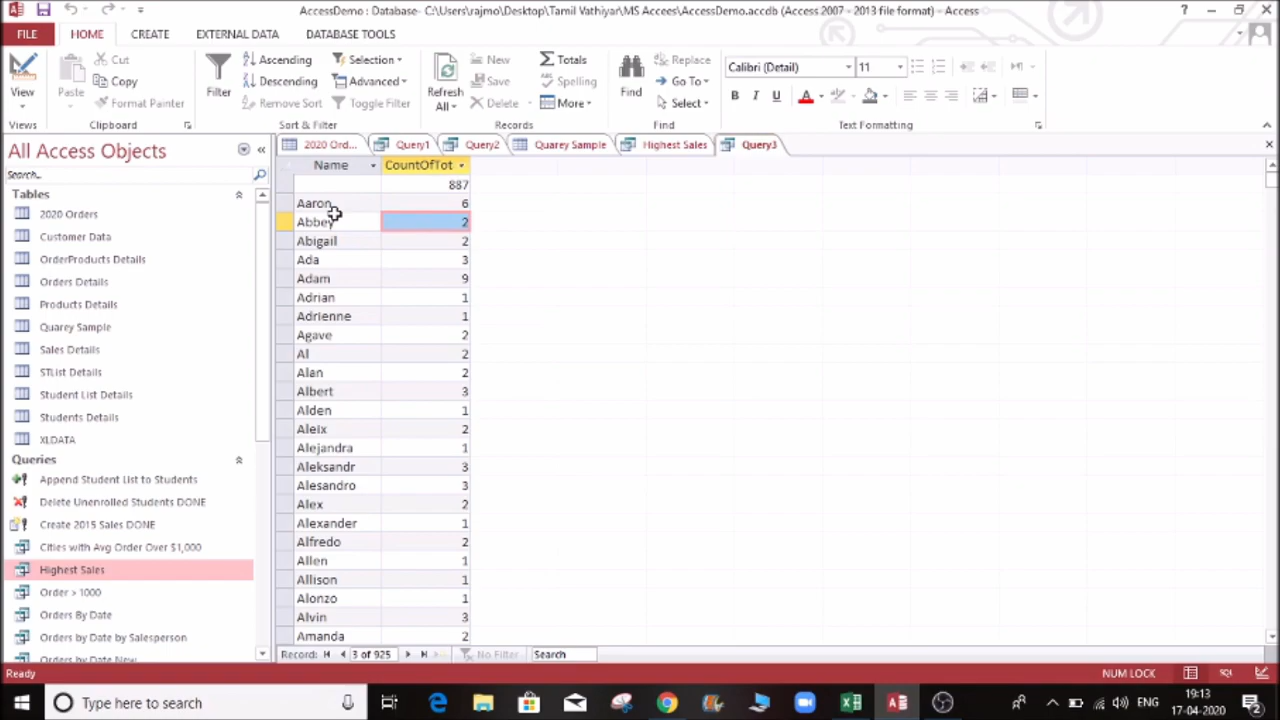 AccessDemo : Database- C:\Users\rajmo\Desktop\Tamil Vathiyar\MS Accees\AccessDemo.accdb (Access 2007 - 2013 file format) - Access
FILE HOME CREATE EXTERNAL DATA DATABASE TOOLS
View
Views
Paste
Cut
Copy
Format Painter
Clipboard
Filter
Ascending
Descending
Remove Sort
Selection
Advanced
Toggle Filter
Sort & Filter
Refresh
All
New
Save
Delete
Totals
Spelling
More
Records
Find
Replace
Go To
Select
Find
Calibri (Detail) 11
B I U A
Text Formatting
All Access Objects
Search...
Tables
2020 Orders
Customer Data
OrderProducts Details
Orders Details
Products Details
Quarey Sample
Sales Details
STList Details
Student List Details
Students Details
XLDATA
Queries
Append Student List to Students
Delete Unenrolled Students DONE
Create 2015 Sales DONE
Cities with Avg Order Over $1,000
Highest Sales
Order > 1000
Orders By Date
Orders by Date by Salesperson
Orders by Date New
2020 Ord... Query1 Query2 Quarey Sample Highest Sales Query3
Name CountOfTot
887
Aaron 6
Abbey 2
Abigail 2
Ada 3
Adam 9
Adrian 1
Adrienne 1
Agave 2
Al 2
Alan 2
Albert 3
Alden 1
Aleix 2
Alejandra 1
Aleksandr 3
Alesandro 3
Alex 2
Alexander 1
Alfredo 2
Allen 1
Allison 1
Alonzo 1
Alvin 3
Amanda 2
Record: 3 of 925 No Filter Search
Ready NUM LOCK SQL
Type here to search
ENG
19:13
17-04-2020
2